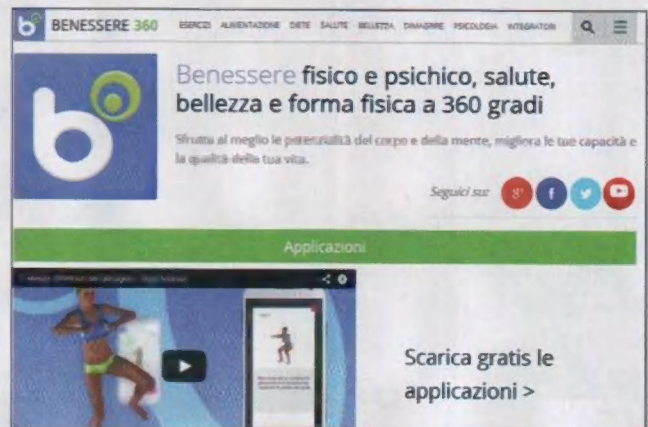 BENESSERE 360
ESERCIZI ALIMENTAZIONE DIETE SALUTE BELLEZZA DIMAGRIRE PSICOLOGIA INTEGRATORI
b
Benessere fisico e psichico, salute,
bellezza e forma fisica a 360 gradi
Sfrutta al meglio le potenzialità del corpo e della mente, migliora le tue capacità e
la qualità della tua vita.
Seguici su:
Applicazioni
Scarica gratis le
applicazioni >